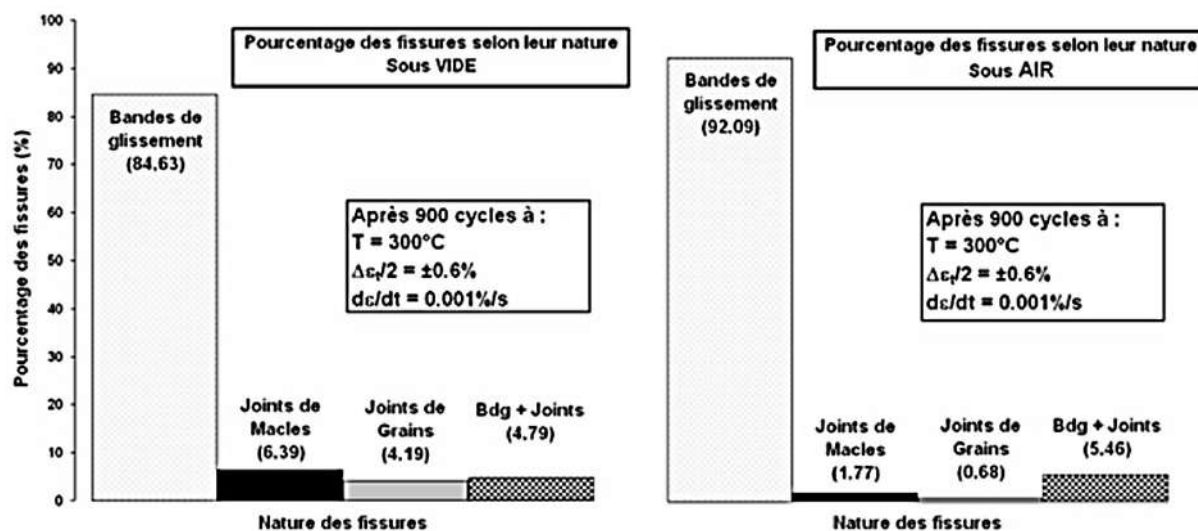 Pourcentage des fissures (%)
100
90
80
70
60
50
40
30
20
10
0
Pourcentage des fissures selon leur nature
Sous VIDE
Bandes de
glissement
(84,63)
Après 900 cycles à :
T = 300°C
Δεt/2 = ±0.6%
dε/dt = 0.001%/s
Joints de
Macles
(6.39)
Joints de
Grains
(4.19)
Bdg + Joints
(4.79)
Nature des fissures
Pourcentage des fissures selon leur nature
Sous AIR
Bandes de
glissement
(92,09)
Après 900 cycles à :
T = 300°C
Δεt/2 = ±0.6%
dε/dt = 0.001%/s
Joints de
Macles
(1.77)
Joints de
Grains
(0.68)
Bdg + Joints
(5.46)
Nature des fissures